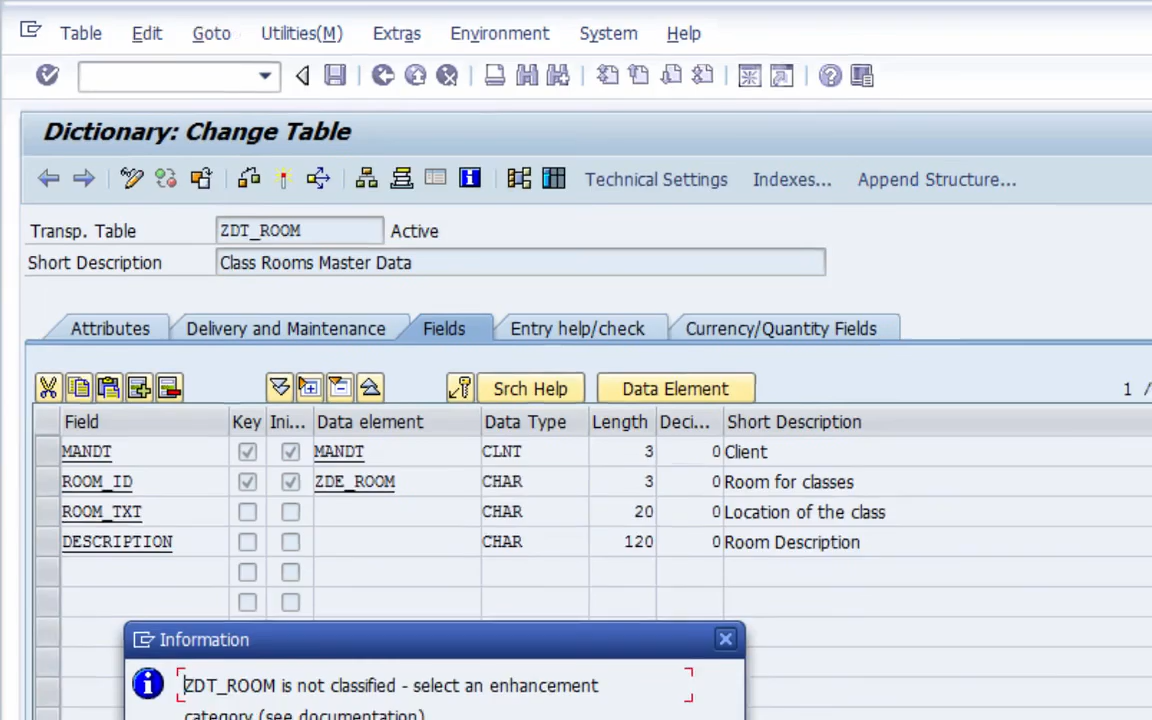 Table Edit Goto Utilities(M) Extras Environment System Help
Dictionary: Change Table
Technical Settings Indexes... Append Structure...
Transp. Table ZDT_ROOM Active
Short Description Class Rooms Master Data
Attributes Delivery and Maintenance Fields Entry help/check Currency/Quantity Fields
Srch Help Data Element 1 /
Field Key Ini... Data element Data Type Length Deci... Short Description
MANDT MANDT CLNT 3 0 Client
ROOM_ID ZDE_ROOM CHAR 3 0 Room for classes
ROOM_TXT CHAR 20 0 Location of the class
DESCRIPTION CHAR 120 0 Room Description
Information
ZDT_ROOM is not classified - select an enhancement
category (see documentation)